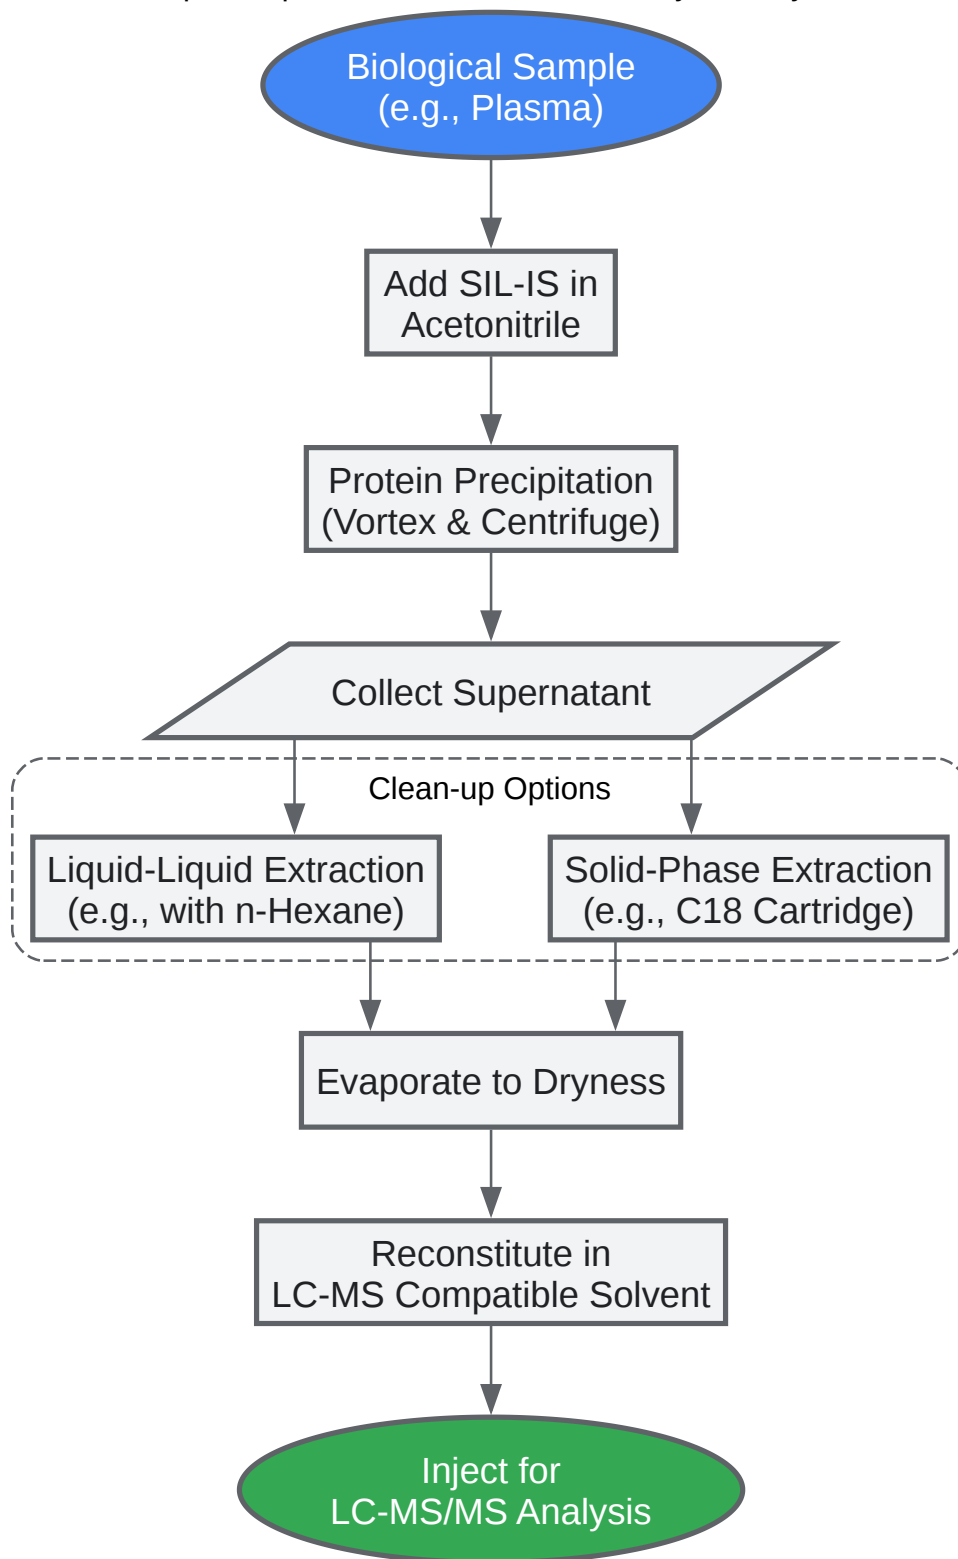 Biological Sample
(e.g., Plasma)
Add SIL-IS in
Acetonitrile
Protein Precipitation
(Vortex & Centrifuge)
Collect Supernatant
Clean-up Options
Liquid-Liquid Extraction
(e.g., with n-Hexane)
Solid-Phase Extraction
(e.g., C18 Cartridge)
Evaporate to Dryness
Reconstitute in
LC-MS Compatible Solvent
Inject for
LC-MS/MS Analysis